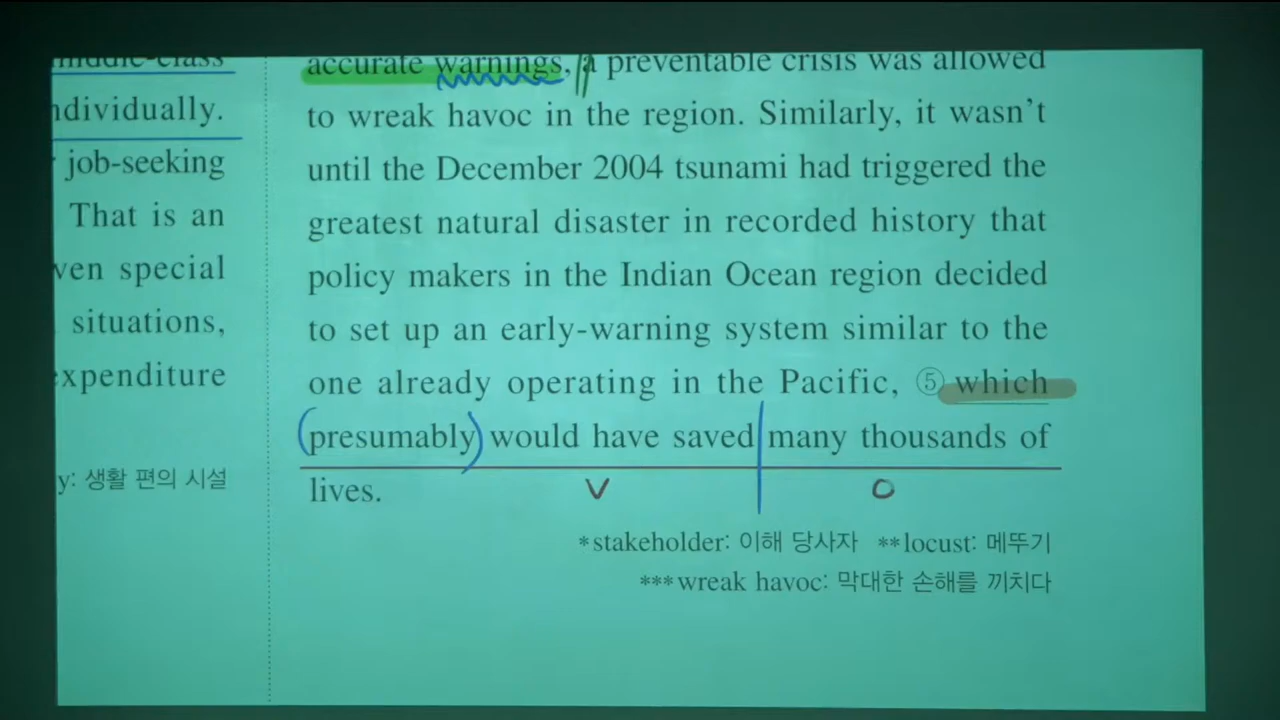 middle-class
ndividually.
job-seeking
That is an
ven special
situations,
expenditure
y: 생활 편의 시설
accurate warnings, a preventable crisis was allowed
to wreak havoc in the region. Similarly, it wasn't
until the December 2004 tsunami had triggered the
greatest natural disaster in recorded history that
policy makers in the Indian Ocean region decided
to set up an early-warning system similar to the
one already operating in the Pacific, ⑤ which
(presumably) would have saved many thousands of
lives.
V O
*stakeholder: 이해 당사자 **locust: 메뚜기
***wreak havoc: 막대한 손해를 끼치다